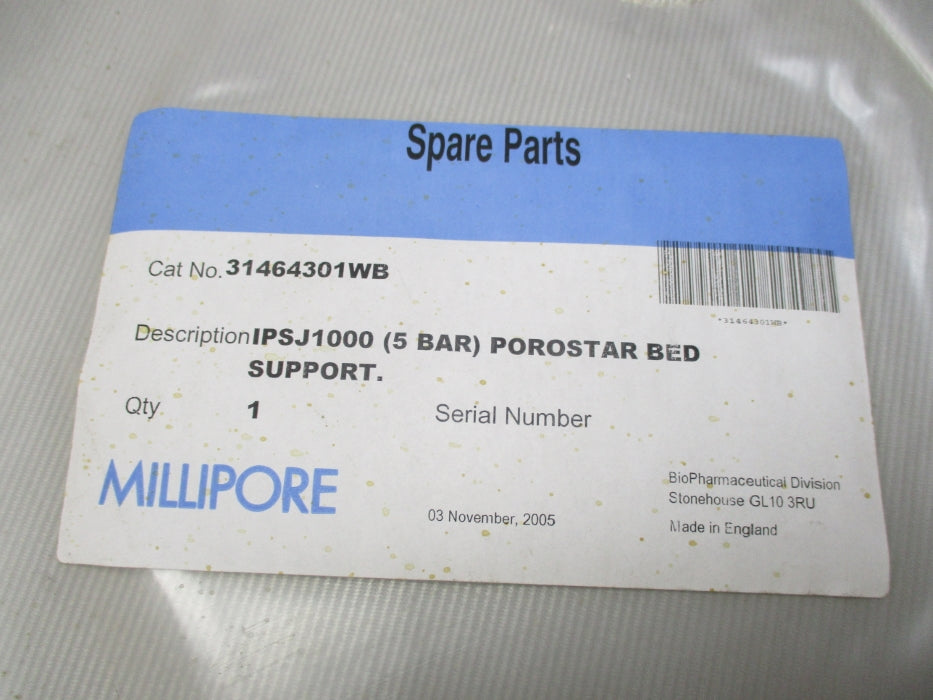 Spare Parts
Cat No. 31464301WB
*31464301WB*
Description IPSJ1000 (5 BAR) POROSTAR BED
SUPPORT.
Qty 1 Serial Number
MILLIPORE
03 November, 2005
BioPharmaceutical Division
Stonehouse GL10 3RU
Made in England